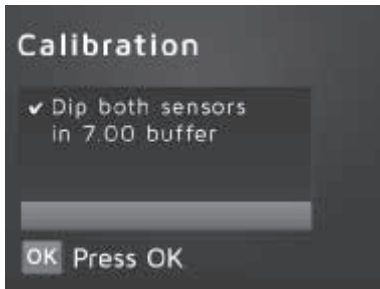 Calibration
✔ Dip both sensors
in 7.00 buffer
OK Press OK